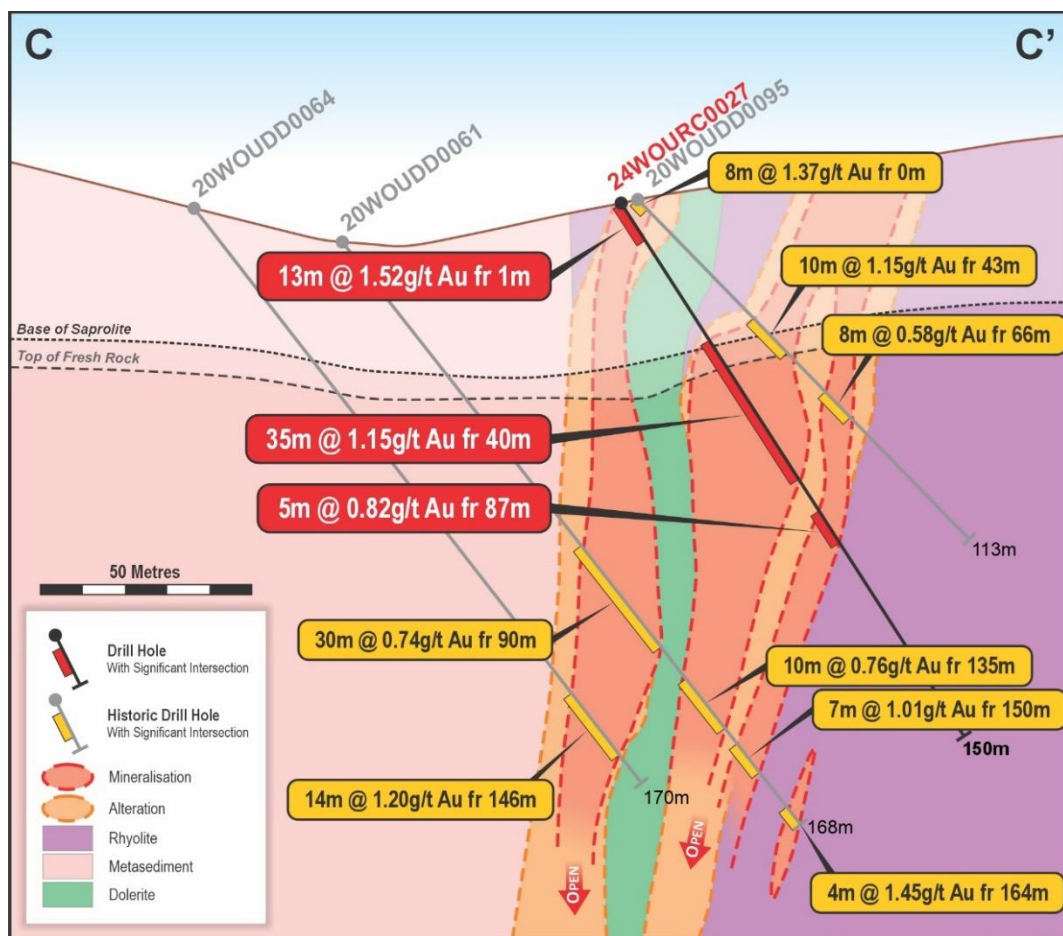 C
C'
20WOUDD0064
20WOUDD0061
24WOURC0027
20WOUDD0095
8m @ 1.37g/t Au fr 0m
13m @ 1.52g/t Au fr 1m
10m @ 1.15g/t Au fr 43m
8m @ 0.58g/t Au fr 66m
Base of Saprolite
Top of Fresh Rock
35m @ 1.15g/t Au fr 40m
5m @ 0.82g/t Au fr 87m
113m
50 Metres
30m @ 0.74g/t Au fr 90m
10m @ 0.76g/t Au fr 135m
7m @ 1.01g/t Au fr 150m
150m
14m @ 1.20g/t Au fr 146m
170m
168m
4m @ 1.45g/t Au fr 164m
OPEN
OPEN
Drill Hole
With Significant Intersection
Historic Drill Hole
With Significant Intersection
Mineralisation
Alteration
Rhyolite
Metasediment
Dolerite